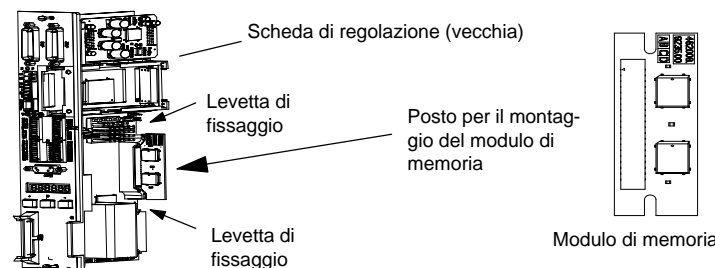 Scheda di regolazione (vecchia)
Levetta di
fissaggio
Posto per il montag-
gio del modulo di
memoria
Levetta di
fissaggio
Modulo di memoria